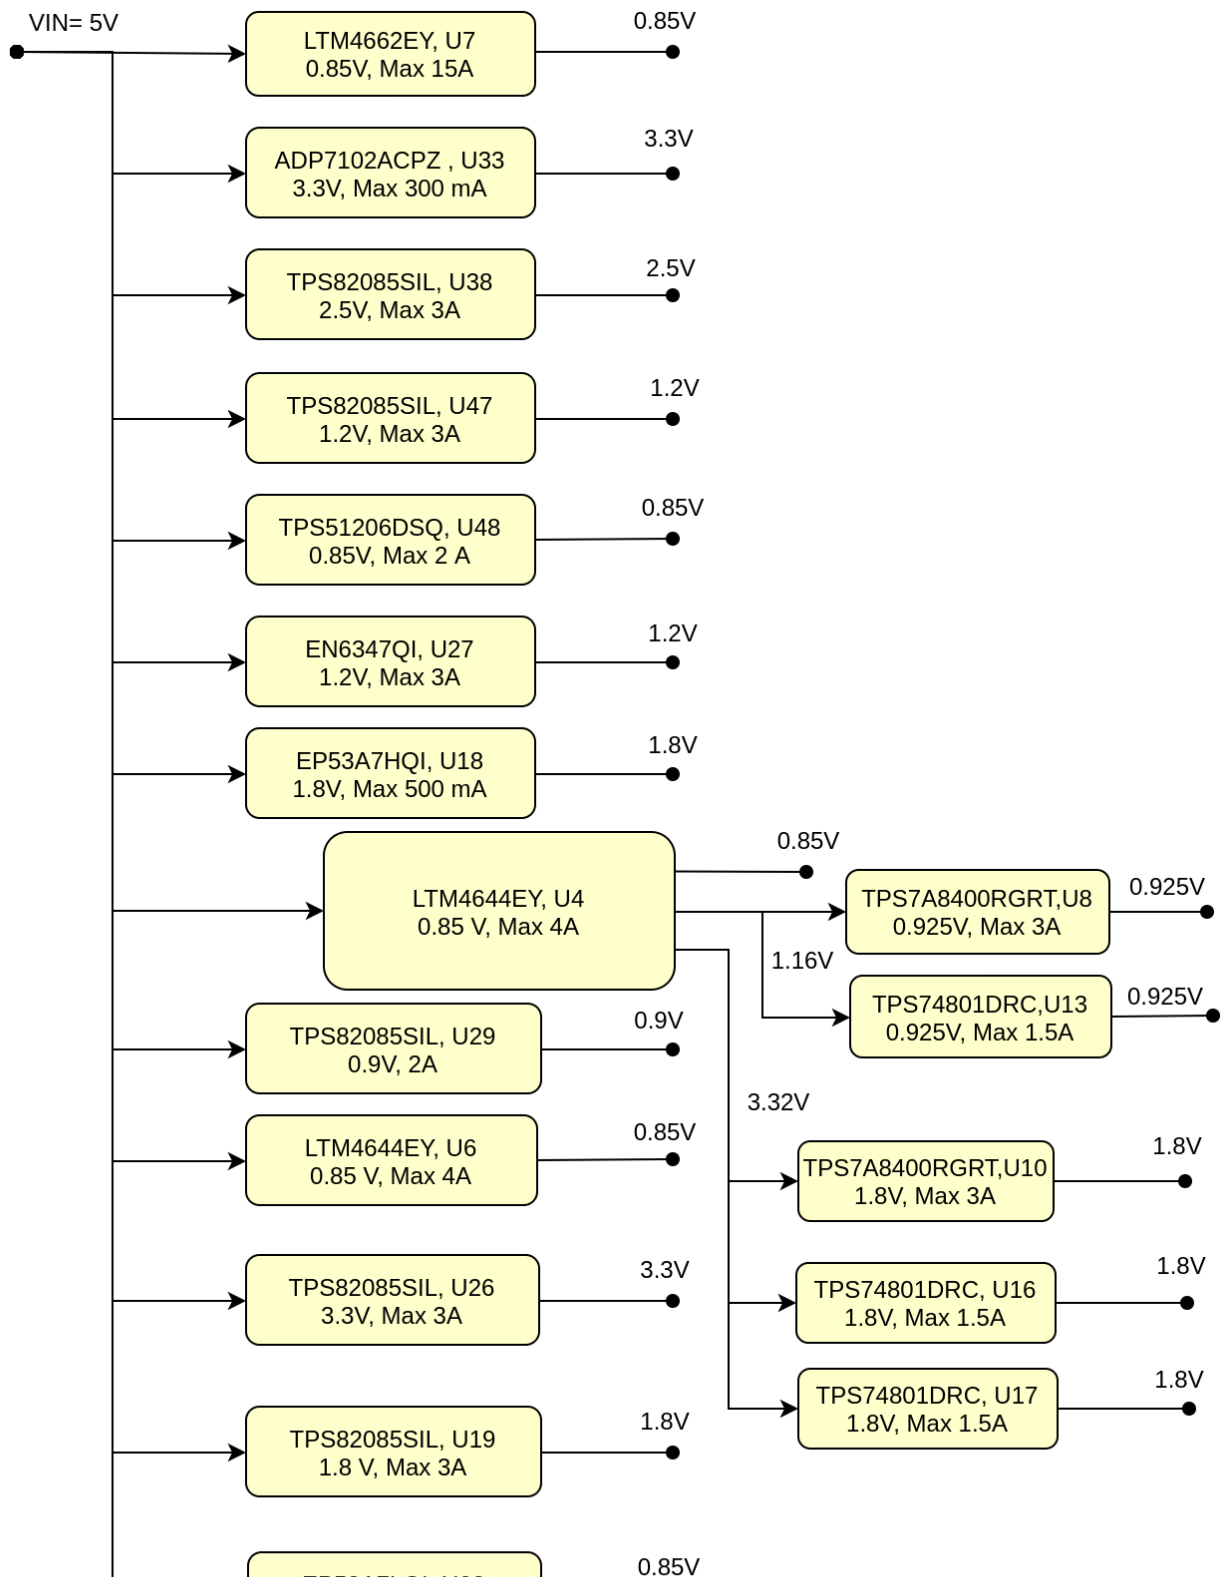 VIN= 5V
LTM4662EY, U7
0.85V, Max 15A
0.85V
ADP7102ACPZ , U33
3.3V, Max 300 mA
3.3V
TPS82085SIL, U38
2.5V, Max 3A
2.5V
TPS82085SIL, U47
1.2V, Max 3A
1.2V
TPS51206DSQ, U48
0.85V, Max 2 A
0.85V
EN6347QI, U27
1.2V, Max 3A
1.2V
EP53A7HQI, U18
1.8V, Max 500 mA
1.8V
LTM4644EY, U4
0.85 V, Max 4A
0.85V
TPS7A8400RGRT,U8
0.925V, Max 3A
0.925V
1.16V
TPS74801DRC,U13
0.925V, Max 1.5A
0.925V
TPS82085SIL, U29
0.9V, 2A
0.9V
3.32V
LTM4644EY, U6
0.85 V, Max 4A
0.85V
TPS7A8400RGRT,U10
1.8V, Max 3A
1.8V
TPS82085SIL, U26
3.3V, Max 3A
3.3V
TPS74801DRC, U16
1.8V, Max 1.5A
1.8V
TPS74801DRC, U17
1.8V, Max 1.5A
1.8V
TPS82085SIL, U19
1.8 V, Max 3A
1.8V
0.85V